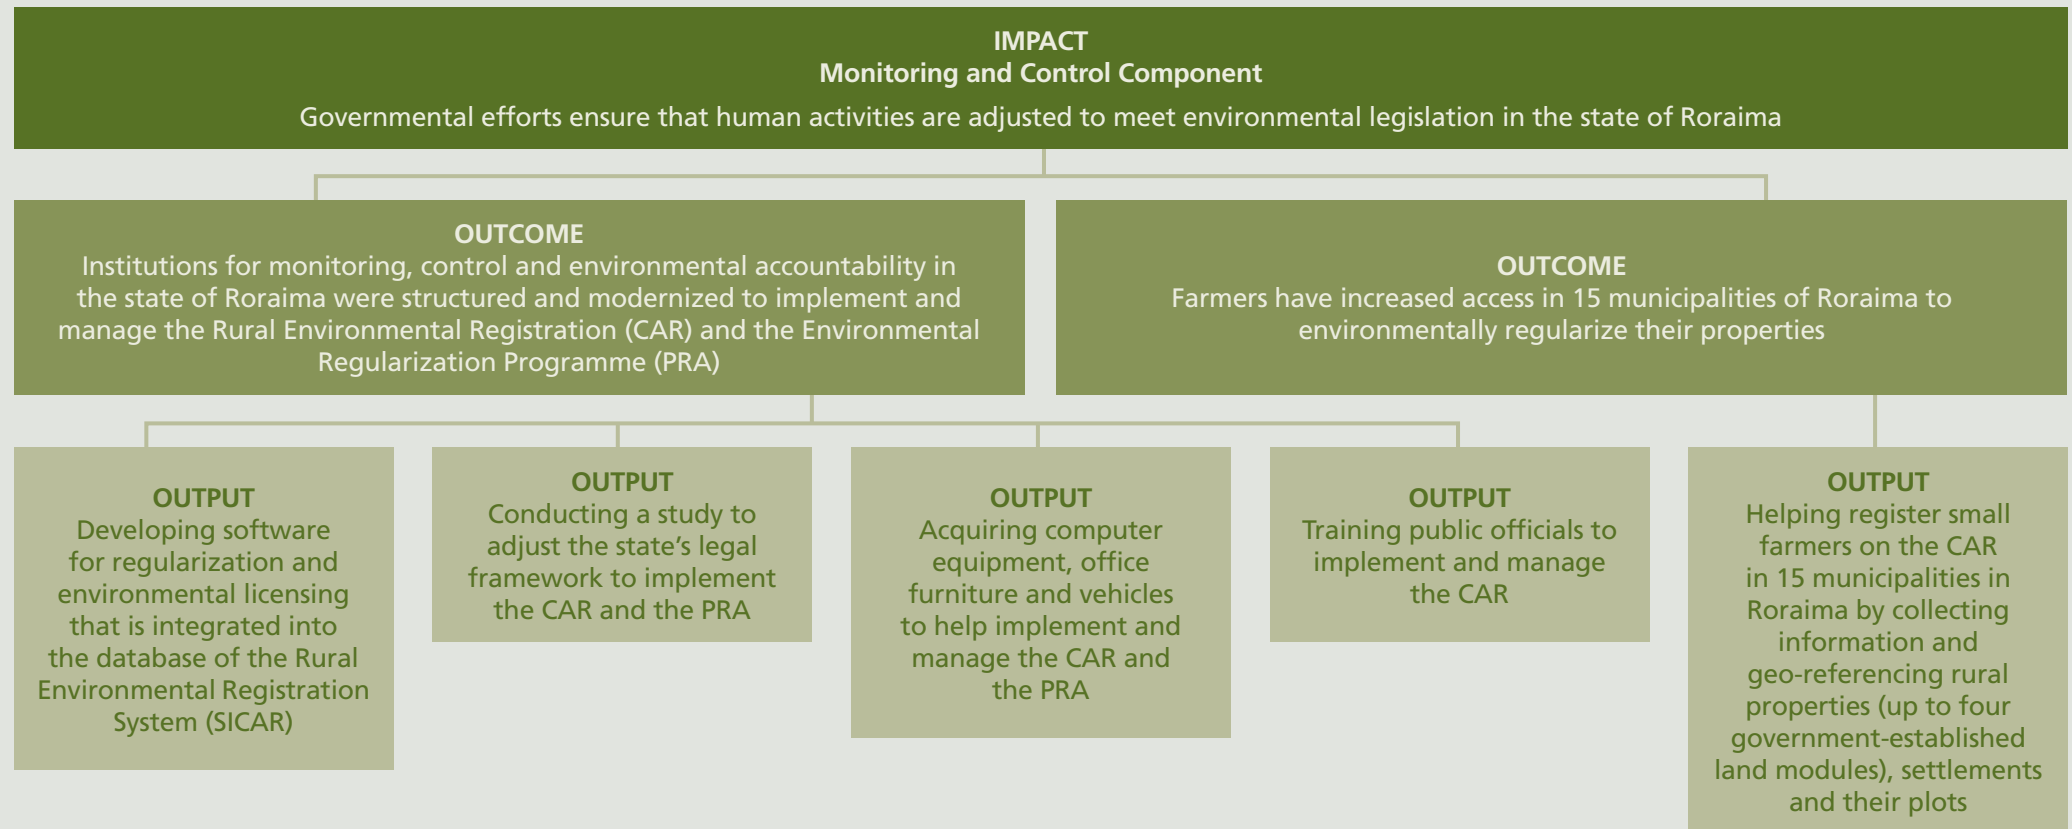 IMPACT
Monitoring and Control Component
Governmental efforts ensure that human activities are adjusted to meet environmental legislation in the state of Roraima
OUTCOME
Institutions for monitoring, control and environmental accountability in
the state of Roraima were structured and modernized to implement and
manage the Rural Environmental Registration (CAR) and the Environmental
Regularization Programme (PRA)
OUTCOME
Farmers have increased access in 15 municipalities of Roraima to
environmentally regularize their properties
OUTPUT
Developing software
for regularization and
environmental licensing
that is integrated into
the database of the Rural
Environmental Registration
System (SICAR)
OUTPUT
Conducting a study to
adjust the state’s legal
framework to implement
the CAR and the PRA
OUTPUT
Acquiring computer
equipment, office
furniture and vehicles
to help implement and
manage the CAR and
the PRA
OUTPUT
Training public officials to
implement and manage
the CAR
OUTPUT
Helping register small
farmers on the CAR
in 15 municipalities in
Roraima by collecting
information and
geo-referencing rural
properties (up to four
government-established
land modules), settlements
and their plots